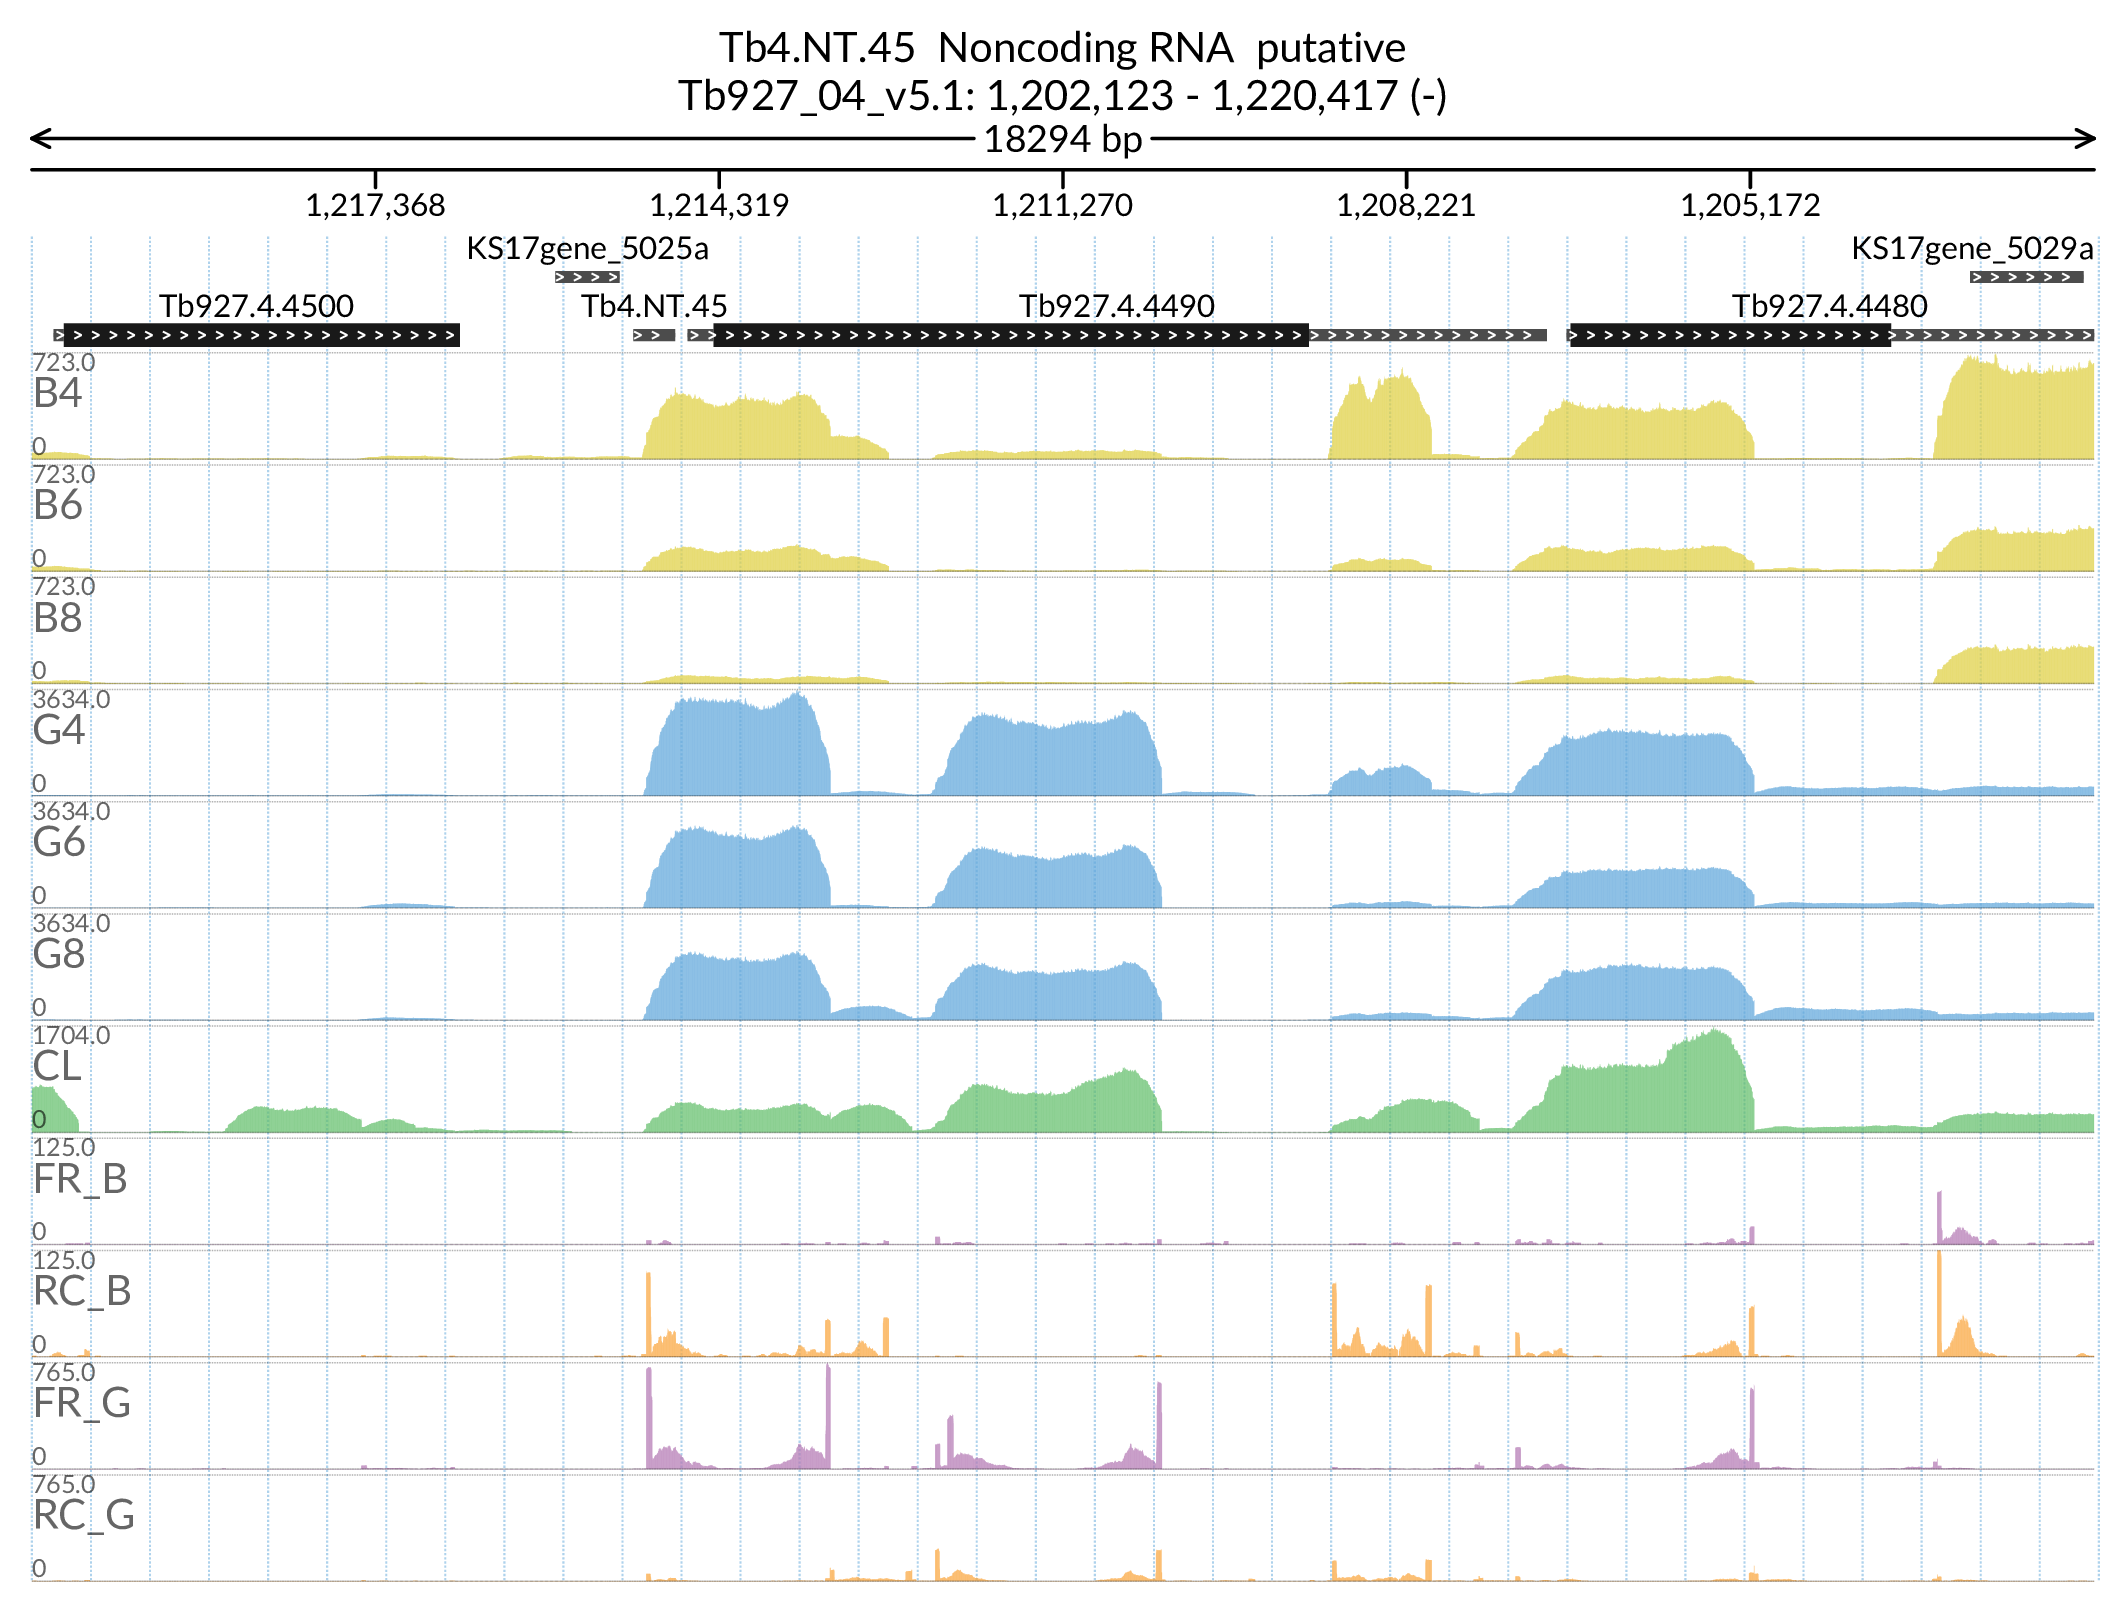 Tb4.NT.45 Noncoding RNA putative
Tb927_04_v5.1: 1,202,123 - 1,220,417 (-)
18294 bp
1,217,368 1,214,319 1,211,270 1,208,221 1,205,172
KS17gene_5025a KS17gene_5029a
Tb927.4.4500 Tb4.NT.45 Tb927.4.4490 Tb927.4.4480
723.0
B4
0
723.0
B6
0
723.0
B8
0
3634.0
G4
0
3634.0
G6
0
3634.0
G8
0
1704.0
CL
0
125.0
FR_B
0
125.0
RC_B
0
765.0
FR_G
0
765.0
RC_G
0